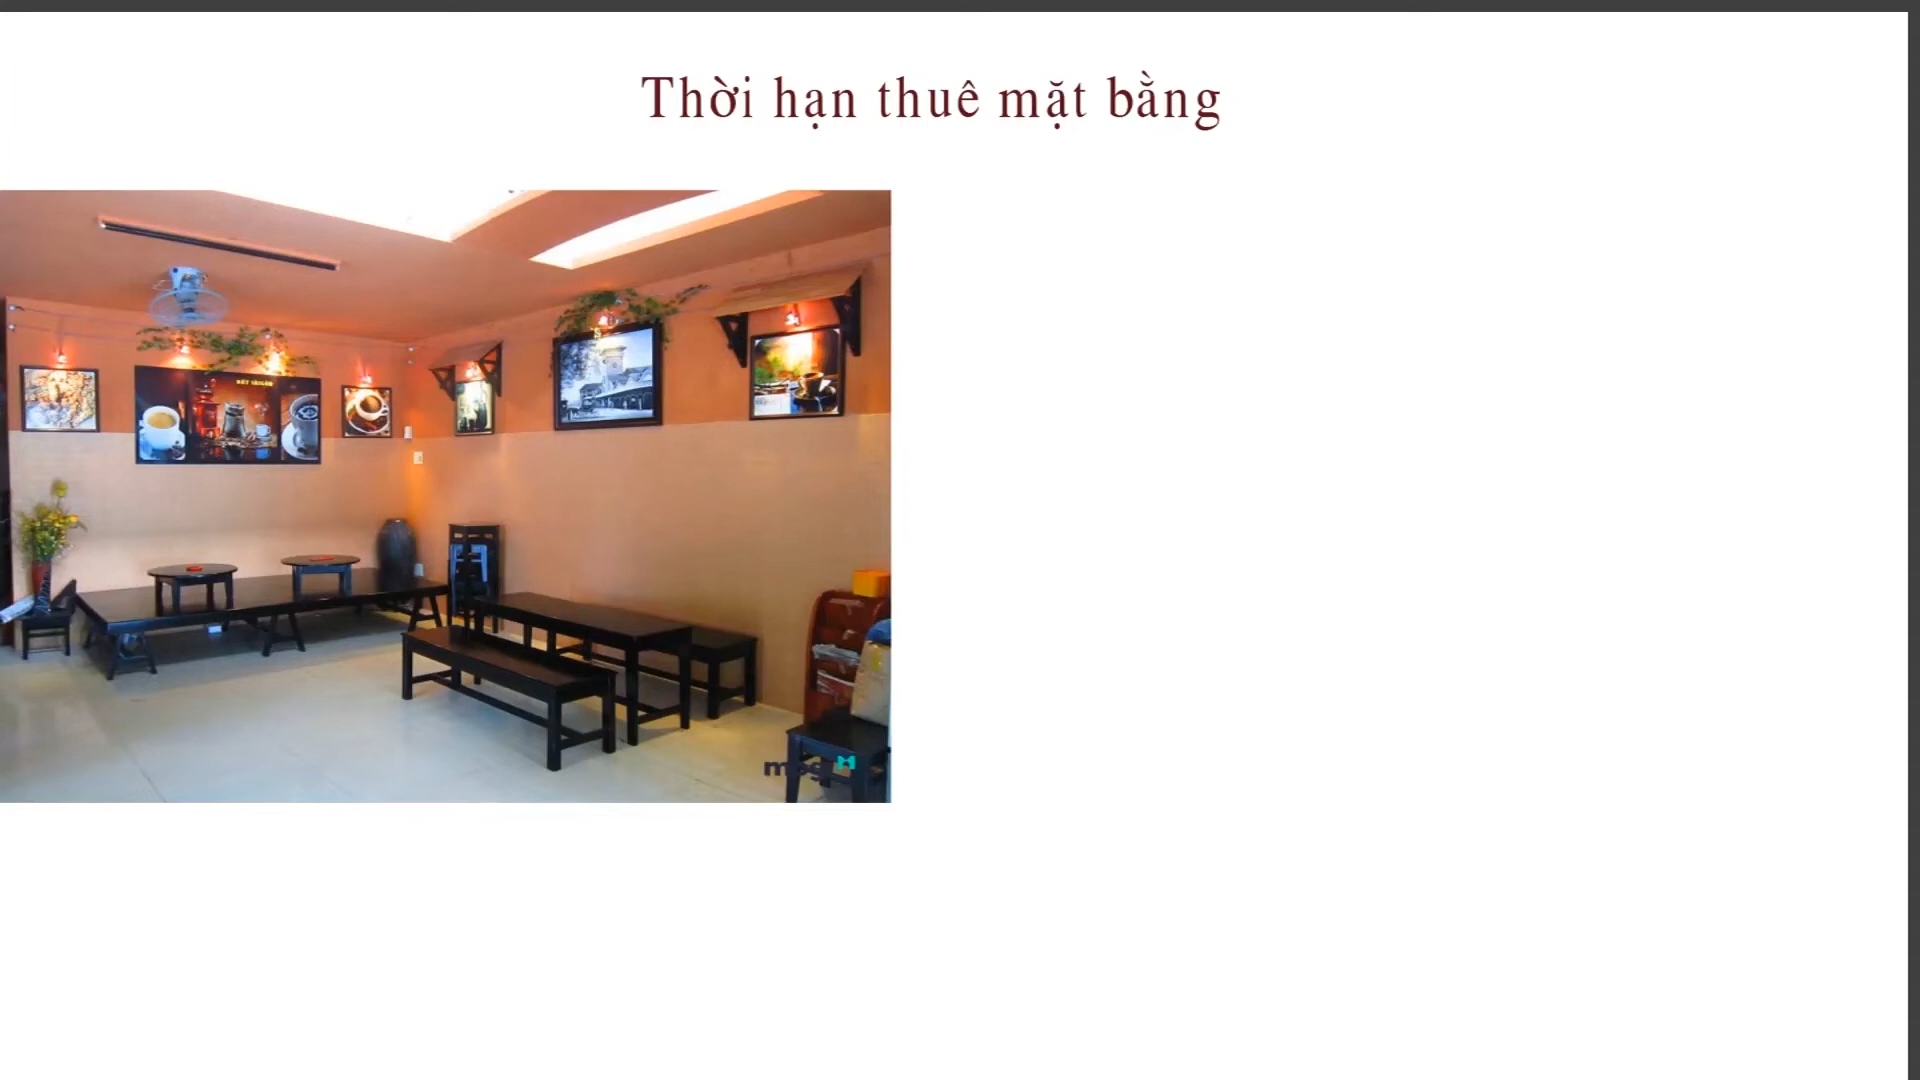 Thời hạn thuê mặt bằng